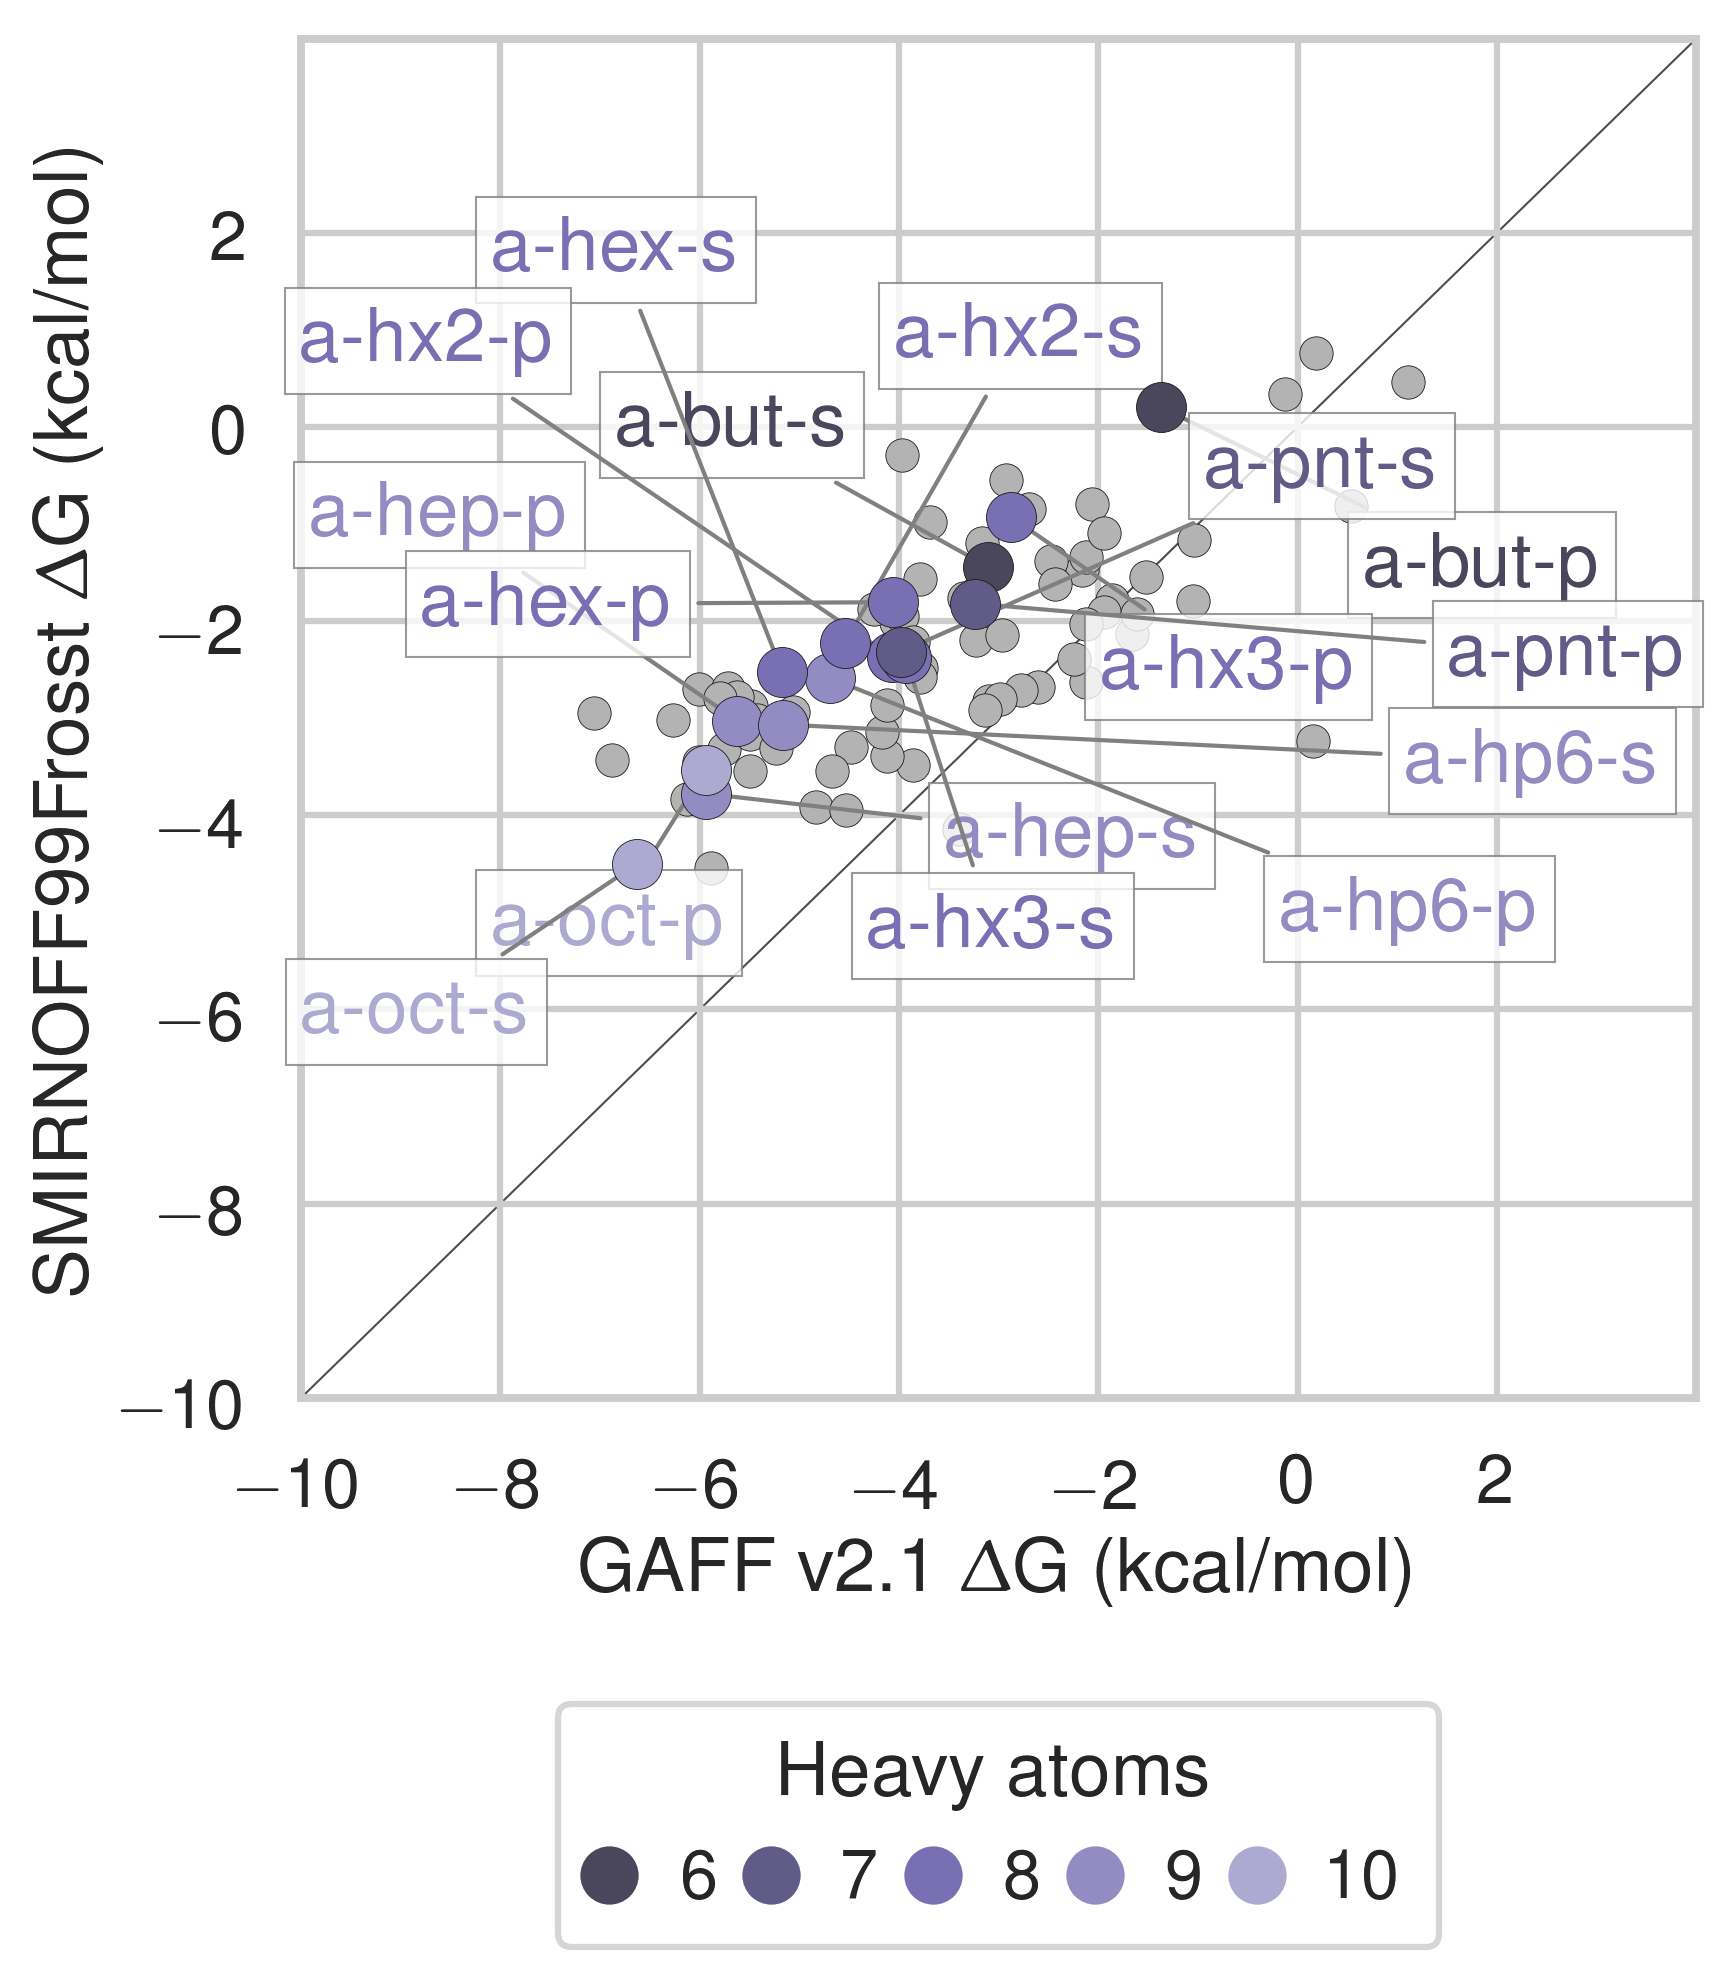 SMIRNOFF99Frosst ΔG (kcal/mol)
2
0
−2
−4
−6
−8
−10
a-hex-s
a-hx2-p
a-hx2-s
a-but-s
a-pnt-s
a-hep-p
a-but-p
a-hex-p
a-pnt-p
a-hx3-p
a-hp6-s
a-hep-s
a-hp6-p
a-oct-p
a-hx3-s
a-oct-s
−10 −8 −6 −4 −2 0 2
GAFF v2.1 ΔG (kcal/mol)
Heavy atoms
6 7 8 9 10